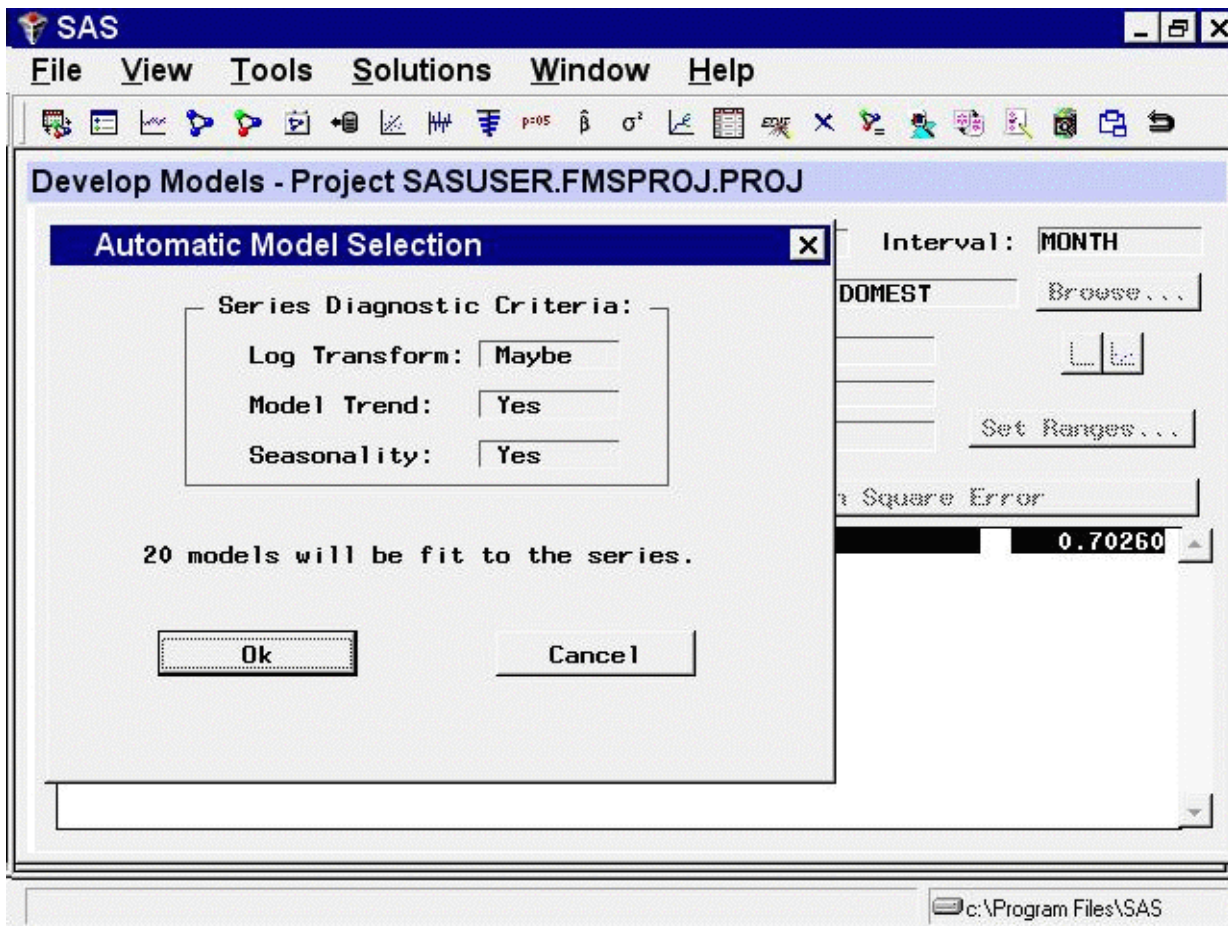 SAS
File View Tools Solutions Window Help
p=05 β̂ σ²
Develop Models - Project SASUSER.FMSPROJ.PROJ
Automatic Model Selection
Interval: MONTH
Series Diagnostic Criteria:
DOMEST Browse...
Log Transform: Maybe
Model Trend: Yes
Set Ranges...
Seasonality: Yes
Square Error
20 models will be fit to the series.
0.70260
Ok Cancel
c:\Program Files\SAS